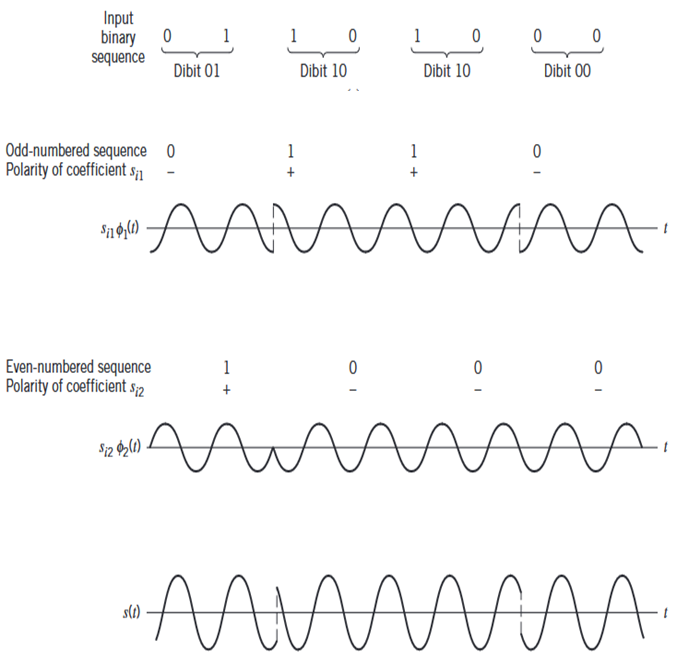 Input
binary 0 1 1 0 1 0 0 0
sequence
Dibit 01 Dibit 10 Dibit 10 Dibit 00
Odd-numbered sequence 0 1 1 0
Polarity of coefficient si1 – + + –
si1ϕ1(t) t
Even-numbered sequence 1 0 0 0
Polarity of coefficient si2 + – – –
si2 ϕ2(t) t
s(t) t